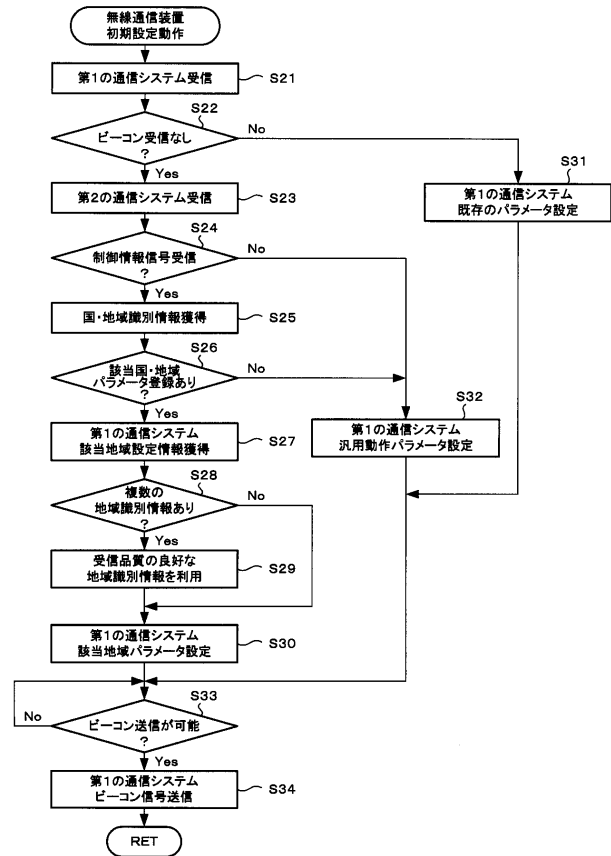 無線通信装置
初期設定動作
第1の通信システム受信
S21
S22
ビーコン受信なし
?
No
Yes
第2の通信システム受信
S23
S31
第1の通信システム
既存のパラメータ設定
S24
制御情報信号受信
?
No
Yes
国・地域識別情報獲得
S25
S26
該当国・地域
パラメータ登録あり
?
No
Yes
S32
第1の通信システム
汎用動作パラメータ設定
第1の通信システム
該当地域設定情報獲得
S27
S28
複数の
地域識別情報あり
?
No
Yes
受信品質の良好な
地域識別情報を利用
S29
第1の通信システム
該当地域パラメータ設定
S30
S33
ビーコン送信が可能
?
No
Yes
第1の通信システム
ビーコン信号送信
S34
RET